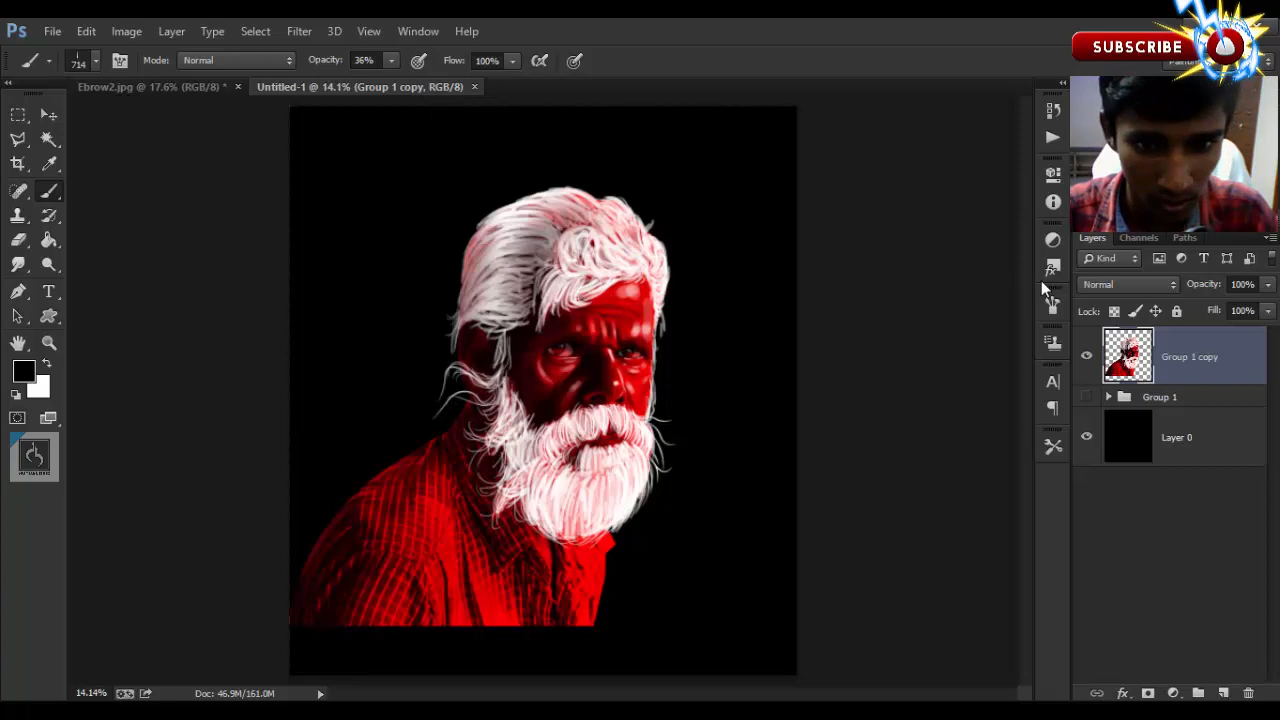 Ps File Edit Image Layer Type Select Filter 3D View Window Help
SUBSCRIBE
714 Mode: Normal Opacity: 36% Flow: 100%
Ebrow2.jpg @ 17.6% (RGB/8) * × Untitled-1 @ 14.1% (Group 1 copy, RGB/8) ×
Layers Channels Paths
Kind
Normal Opacity: 100%
Lock: Fill: 100%
Group 1 copy
Group 1
Layer 0
14.14% Doc: 46.9M/161.0M